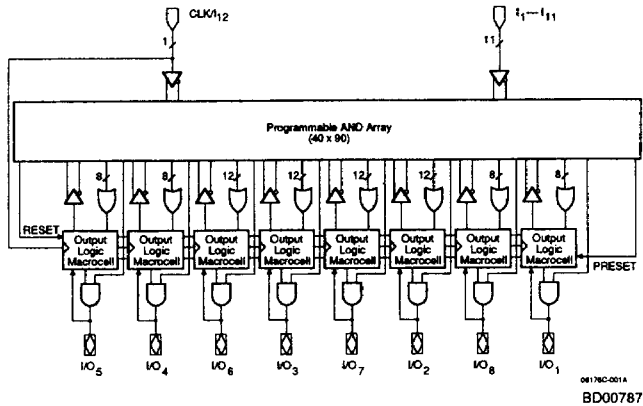 CLK/I12
I1—I11
1
11
Programmable AND Array
(40 x 90)
8
8
12
12
12
12
8
8
RESET
Output Logic Macrocell
Output Logic Macrocell
Output Logic Macrocell
Output Logic Macrocell
Output Logic Macrocell
Output Logic Macrocell
Output Logic Macrocell
Output Logic Macrocell
PRESET
I/O5
I/O4
I/O6
I/O3
I/O7
I/O2
I/O8
I/O1
08176C-001A
BD00787